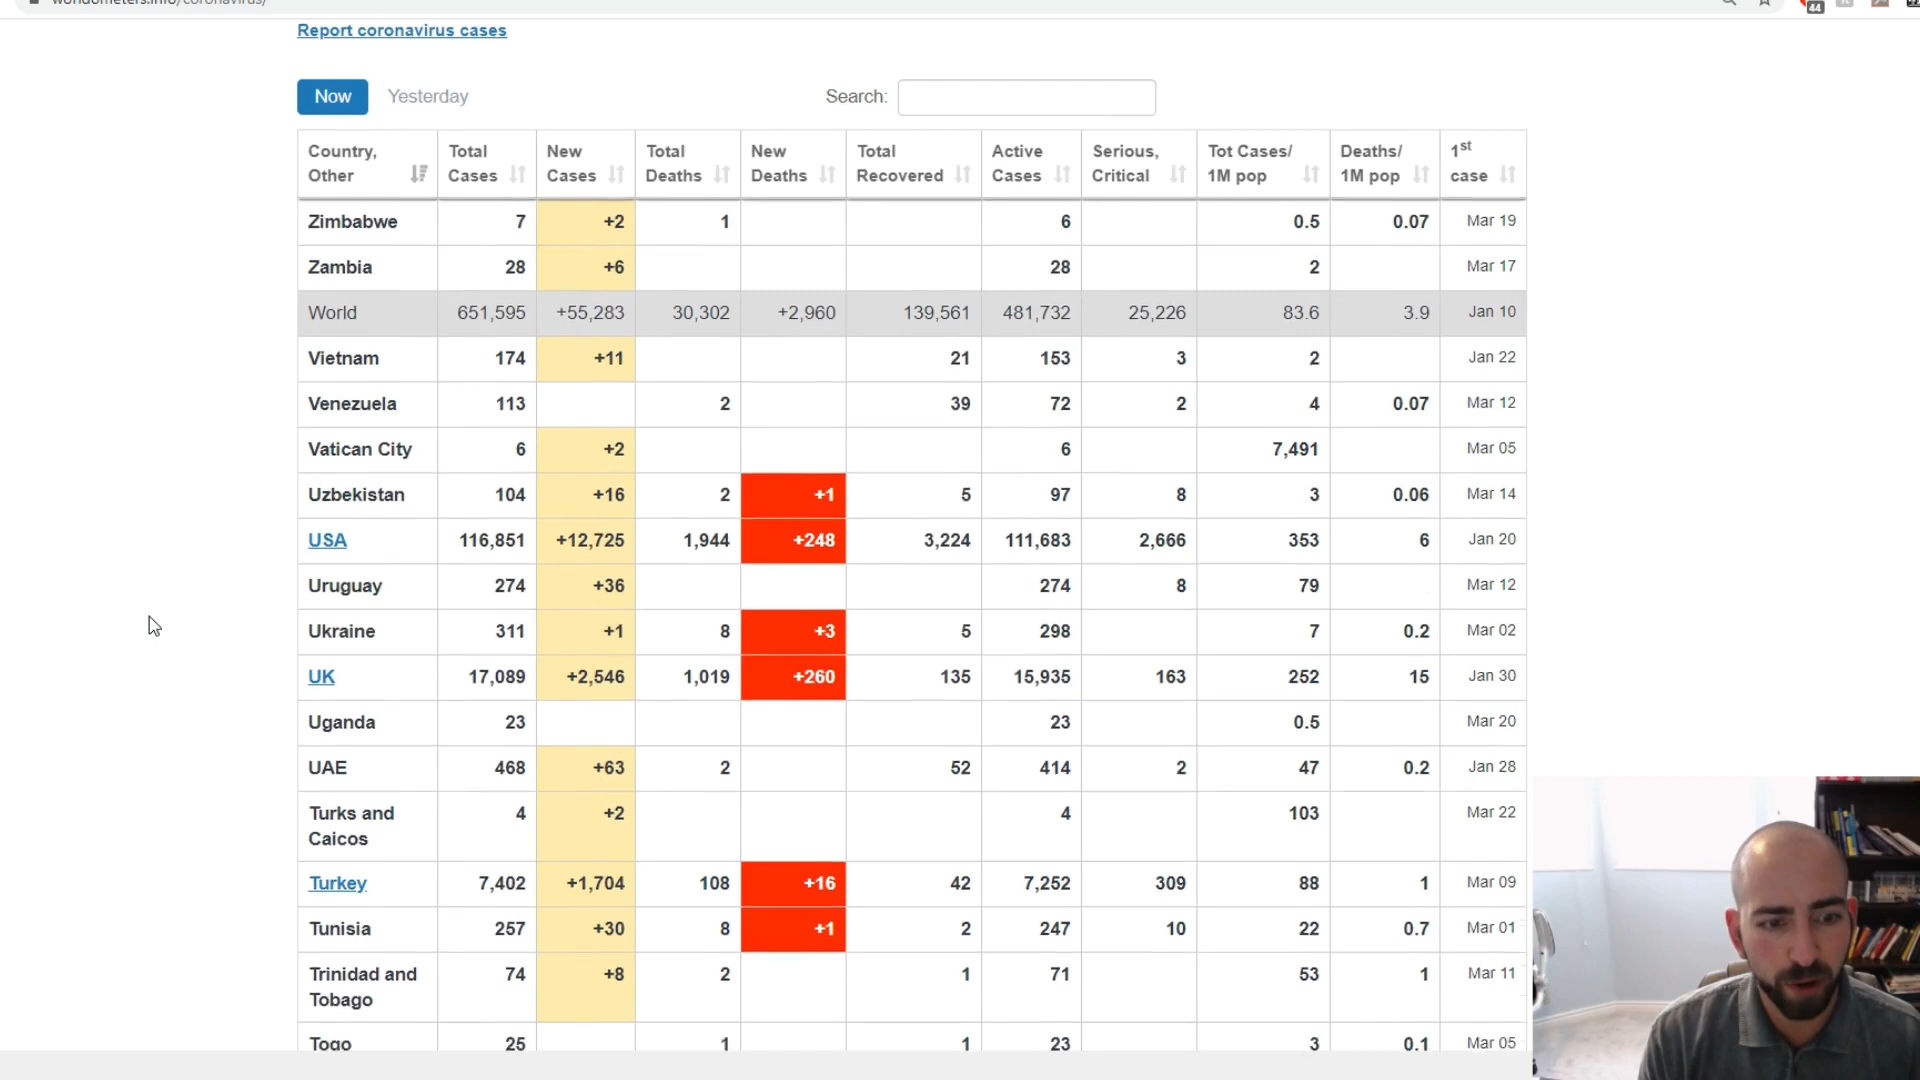 worldometers.info/coronavirus/
44
Report coronavirus cases
Now Yesterday Search:
Country, Other Total Cases New Cases Total Deaths New Deaths Total Recovered Active Cases Serious, Critical Tot Cases/ 1M pop Deaths/ 1M pop 1st case
Zimbabwe 7 +2 1 6 0.5 0.07 Mar 19
Zambia 28 +6 28 2 Mar 17
World 651,595 +55,283 30,302 +2,960 139,561 481,732 25,226 83.6 3.9 Jan 10
Vietnam 174 +11 21 153 3 2 Jan 22
Venezuela 113 2 39 72 2 4 0.07 Mar 12
Vatican City 6 +2 6 7,491 Mar 05
Uzbekistan 104 +16 2 +1 5 97 8 3 0.06 Mar 14
USA 116,851 +12,725 1,944 +248 3,224 111,683 2,666 353 6 Jan 20
Uruguay 274 +36 274 8 79 Mar 12
Ukraine 311 +1 8 +3 5 298 7 0.2 Mar 02
UK 17,089 +2,546 1,019 +260 135 15,935 163 252 15 Jan 30
Uganda 23 23 0.5 Mar 20
UAE 468 +63 2 52 414 2 47 0.2 Jan 28
Turks and Caicos 4 +2 4 103 Mar 22
Turkey 7,402 +1,704 108 +16 42 7,252 309 88 1 Mar 09
Tunisia 257 +30 8 +1 2 247 10 22 0.7 Mar 01
Trinidad and Tobago 74 +8 2 1 71 53 1 Mar 11
Togo 25 1 1 23 3 0.1 Mar 05